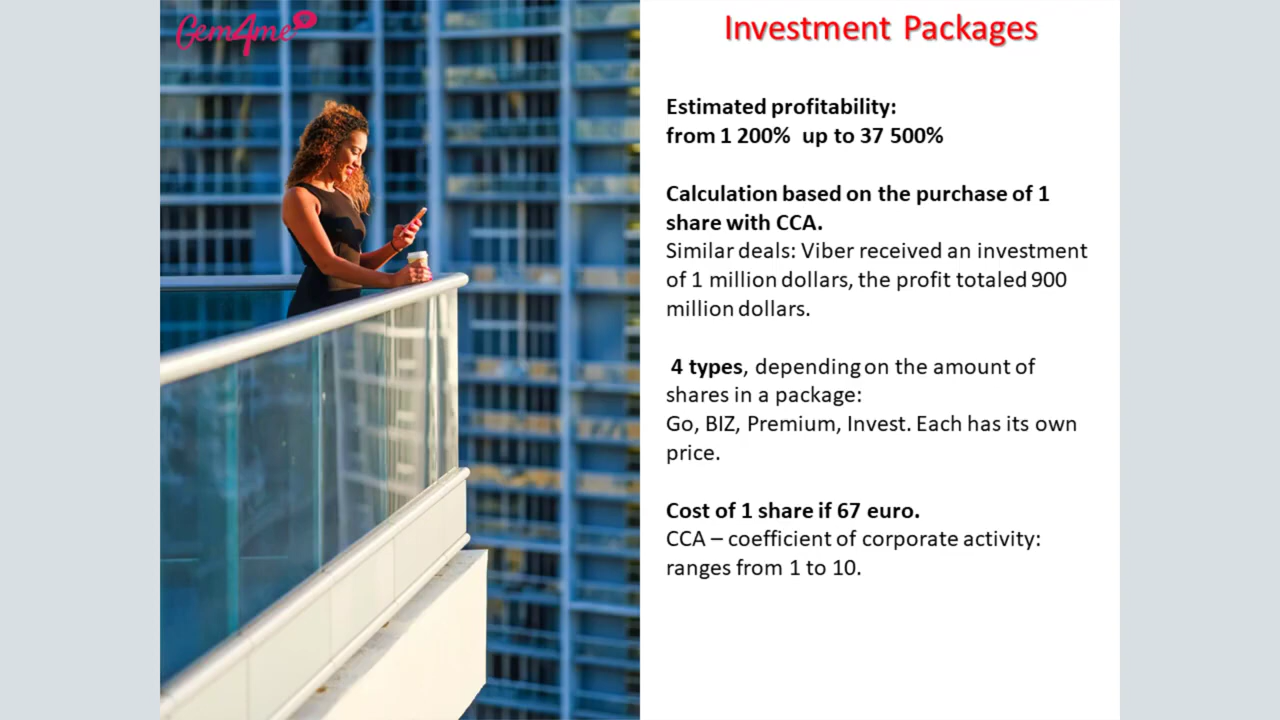 Gem4me
Investment Packages
Estimated profitability:
from 1 200% up to 37 500%
Calculation based on the purchase of 1
share with CCA.
Similar deals: Viber received an investment
of 1 million dollars, the profit totaled 900
million dollars.
4 types, depending on the amount of
shares in a package:
Go, BIZ, Premium, Invest. Each has its own
price.
Cost of 1 share if 67 euro.
CCA – coefficient of corporate activity:
ranges from 1 to 10.